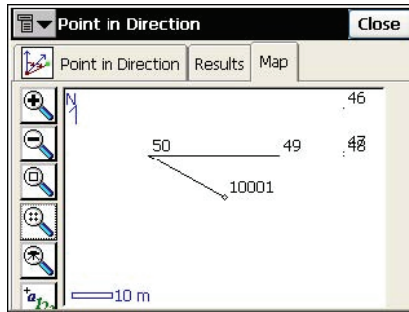 Point in Direction Close
Point in Direction Results Map
N
46
50 49 47
48
10001
10 m